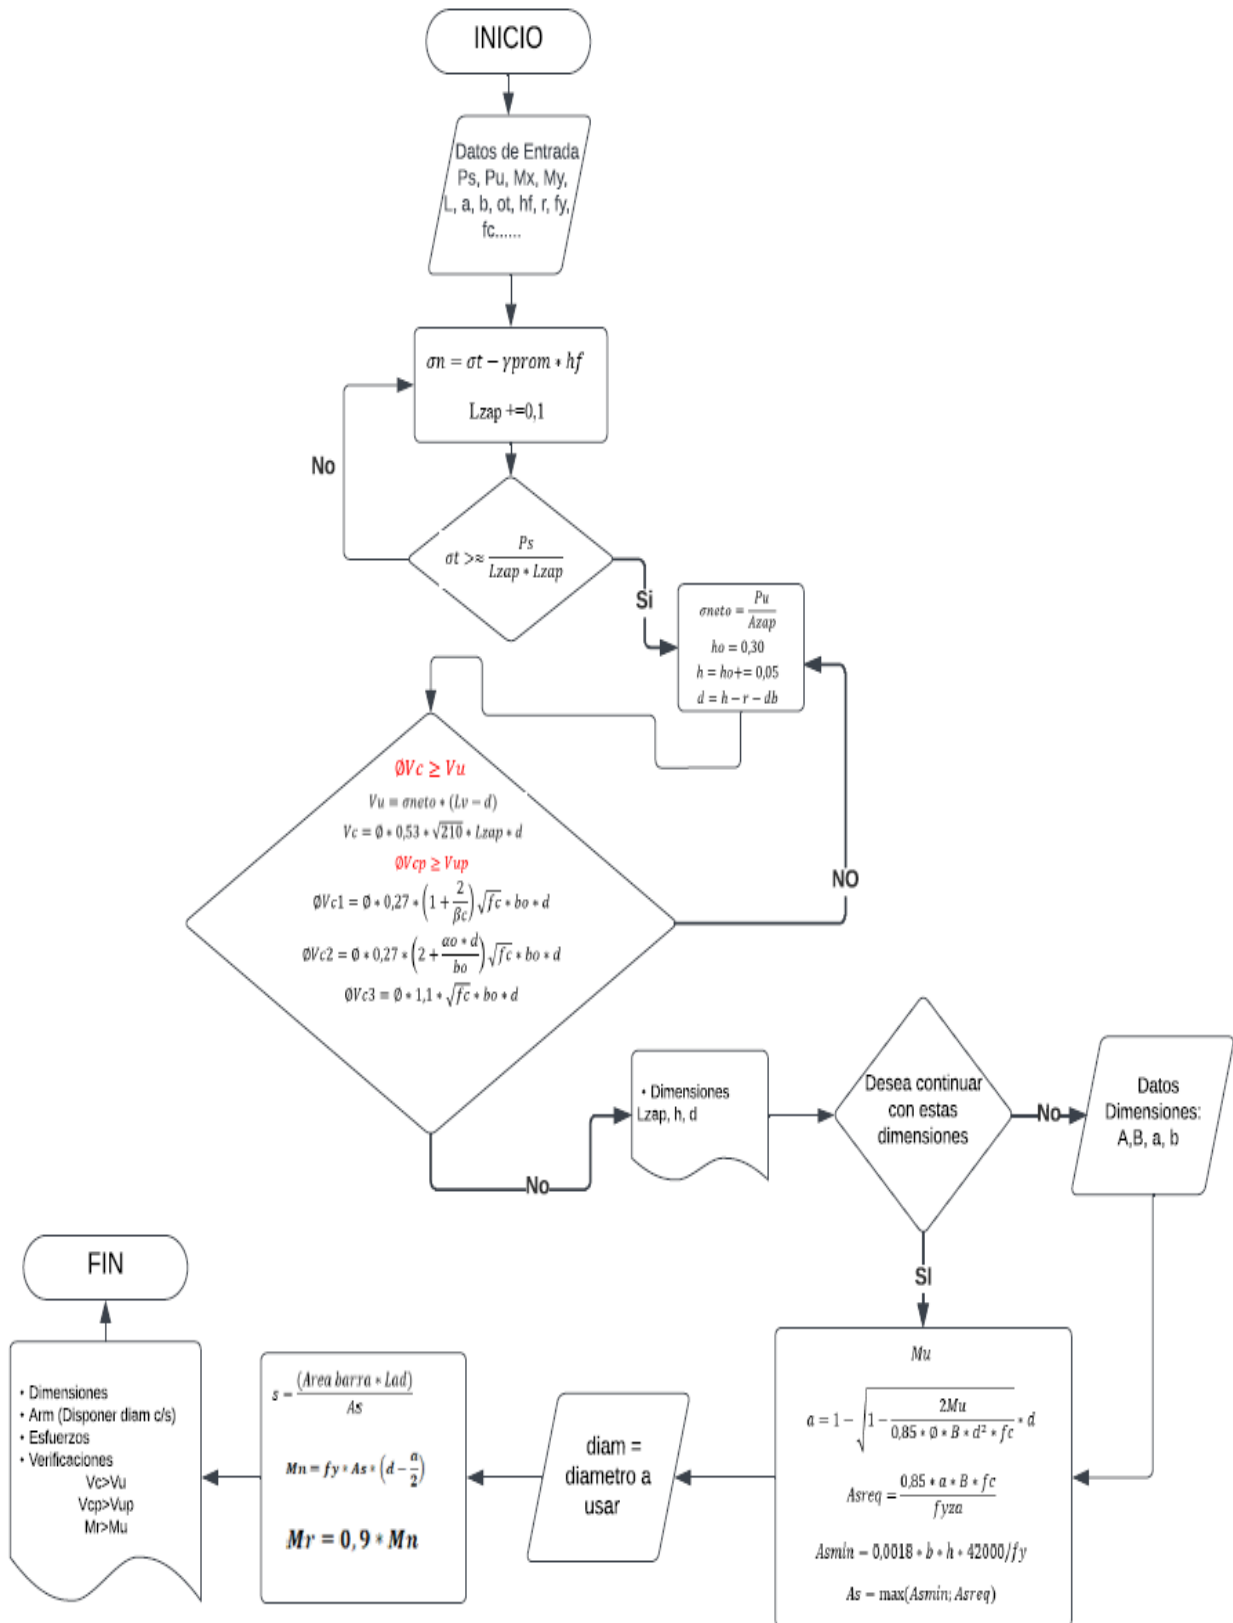 INICIO
Datos de Entrada
Ps, Pu, Mx, My,
L, a, b, σt, hf, r, fy,
fc......
σn = σt − γprom * hf
Lzap +=0,1
No
σt >≈ Ps / (Lzap * Lzap)
Si
σneto = Pu / Azap
ho = 0,30
h = ho+= 0,05
d = h − r − db
∅Vc ≥ Vu
Vu = σneto * (Lv − d)
Vc = ∅ * 0,53 * √210 * Lzap * d
∅Vcp ≥ Vup
∅Vc1 = ∅ * 0,27 * (1 + 2/βc) √fc * bo * d
∅Vc2 = ∅ * 0,27 * (2 + αo * d / bo) √fc * bo * d
∅Vc3 = ∅ * 1,1 * √fc * bo * d
NO
No
• Dimensiones
Lzap, h, d
Desea continuar
con estas
dimensiones
No
Datos
Dimensiones:
A,B, a, b
SI
Mu
a = 1 − √(1 − 2Mu / (0,85 * ∅ * B * d² * fc)) * d
Asreq = 0,85 * a * B * fc / fyza
Asmin − 0,0018 * b * h * 42000/fy
As = max(Asmin; Asreq)
diam =
diametro a
usar
s = (Area barra * Lad) / As
Mn = fy * As * (d − a/2)
Mr = 0,9 * Mn
• Dimensiones
• Arm (Disponer diam c/s)
• Esfuerzos
• Verificaciones
Vc>Vu
Vcp>Vup
Mr>Mu
FIN